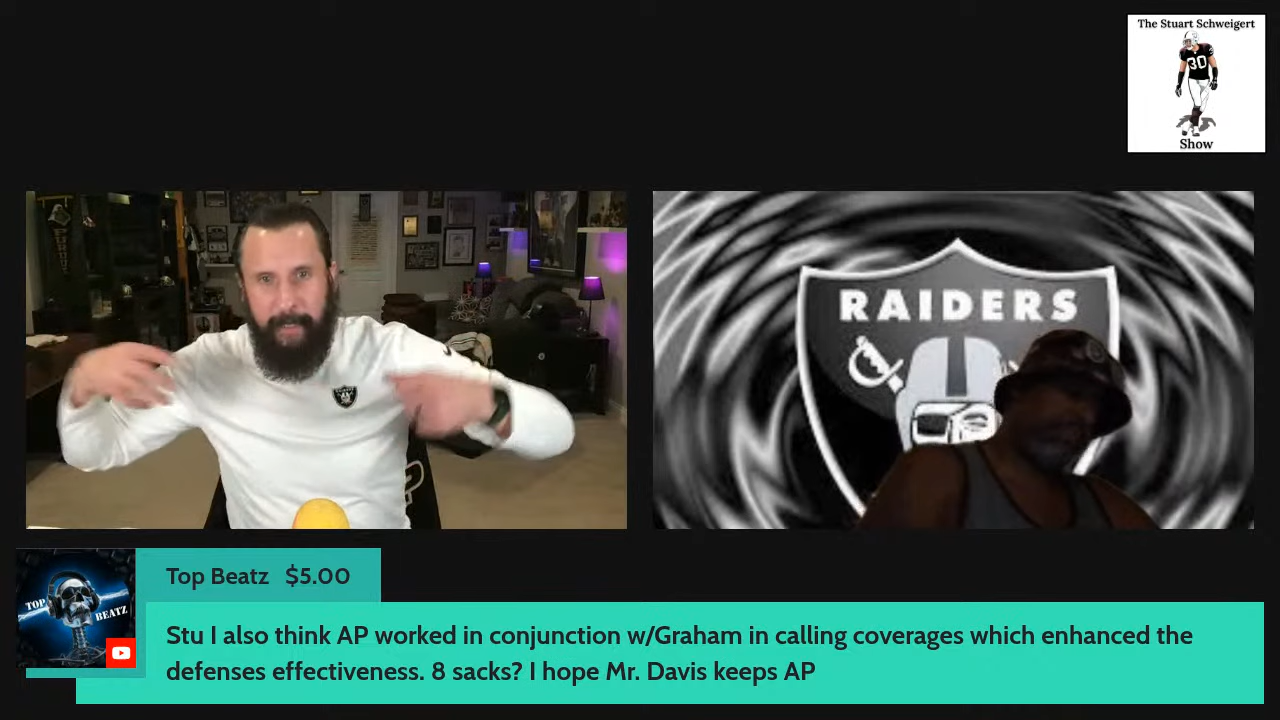 The Stuart Schweigert
30
Show
RAIDERS
Top Beatz $5.00
TOP
BEATZ
Stu I also think AP worked in conjunction w/Graham in calling coverages which enhanced the
defenses effectiveness. 8 sacks? I hope Mr. Davis keeps AP